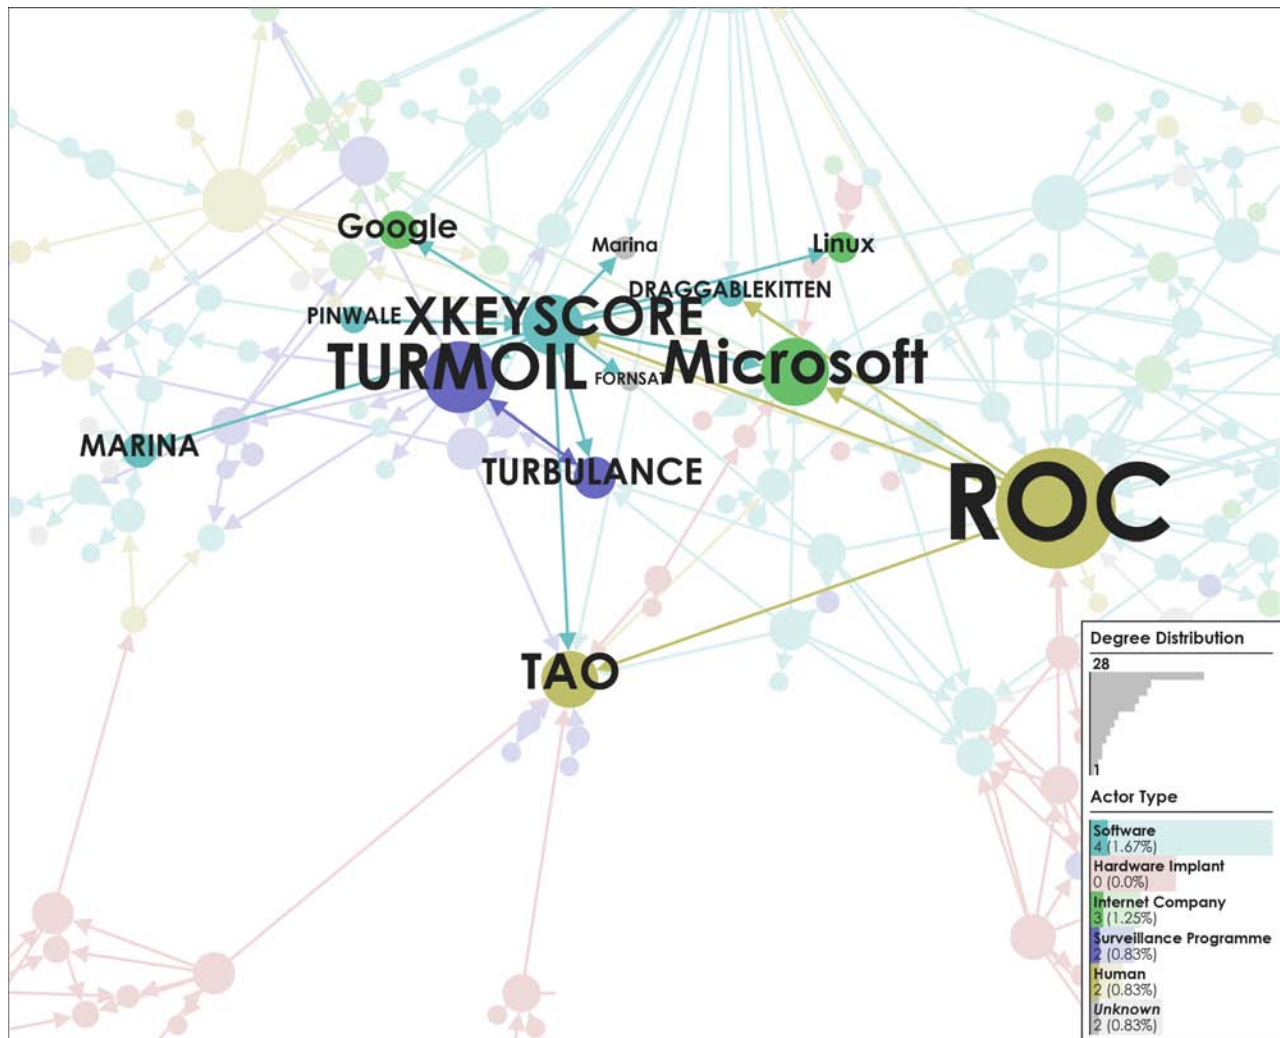 Google
Marina
Linux
DRAGGABLEKITTEN
PINWALE
XKEYSCORE
TURMOIL
FORNSAT
Microsoft
MARINA
TURBULANCE
ROC
TAO
Degree Distribution
28
1
Actor Type
Software
4 (1.67%)
Hardware Implant
0 (0.0%)
Internet Company
3 (1.25%)
Surveillance Programme
2 (0.83%)
Human
2 (0.83%)
Unknown
2 (0.83%)